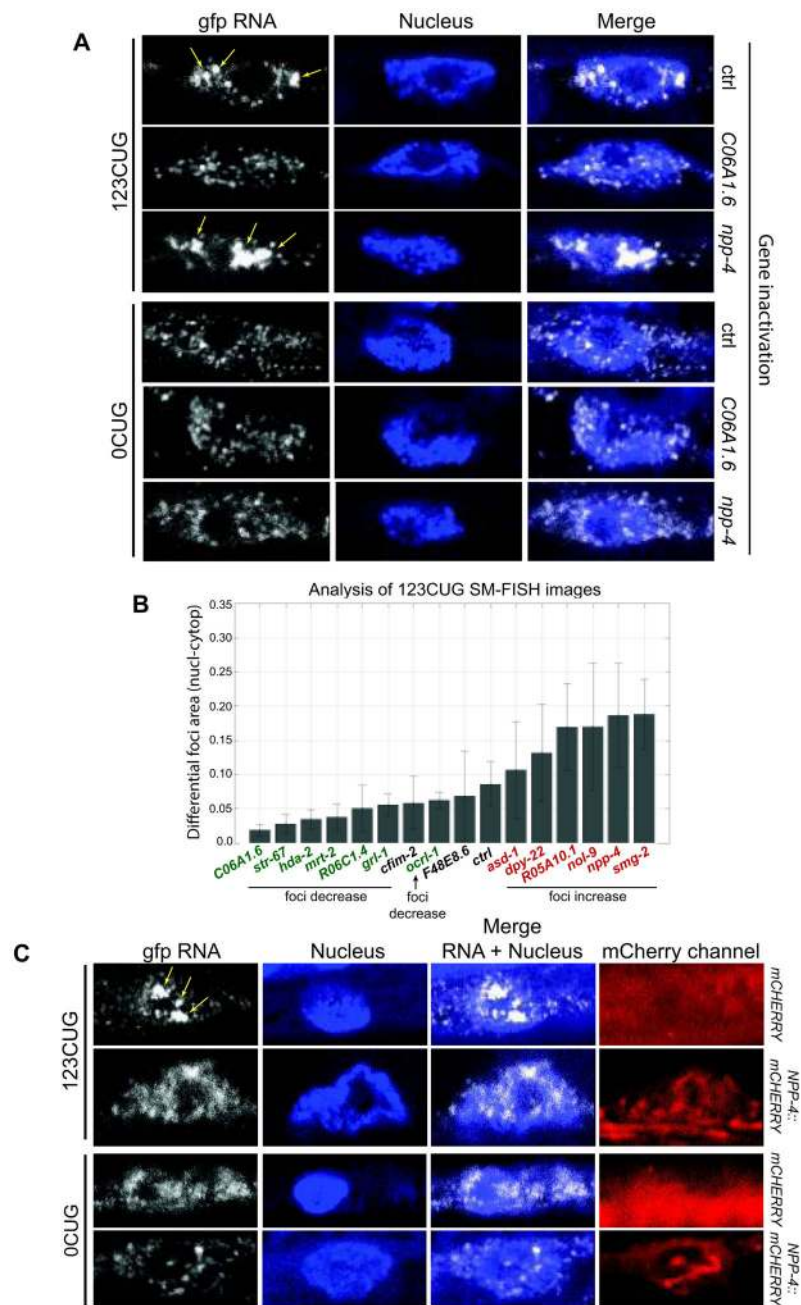 A
gfp RNA Nucleus Merge
123CUG
ctrl
C06A1.6
npp-4
0CUG
ctrl
C06A1.6
npp-4
Gene inactivation
B
Analysis of 123CUG SM-FISH images
Differential foci area (nucl-cytop)
0.35
0.30
0.25
0.20
0.15
0.10
0.05
0.0
C06A1.6 str-67 hda-2 mrt-2 R06C1.4 grl-1 cfim-2 ocrl-1 F48E8.6 ctrl asd-1 dpy-22 R05A10.1 nol-9 npp-4 smg-2
foci decrease
foci
decrease
foci increase
C
Merge
gfp RNA Nucleus RNA + Nucleus mCherry channel
123CUG
mCHERRY
NPP-4::
mCHERRY
0CUG
mCHERRY
NPP-4::
mCHERRY